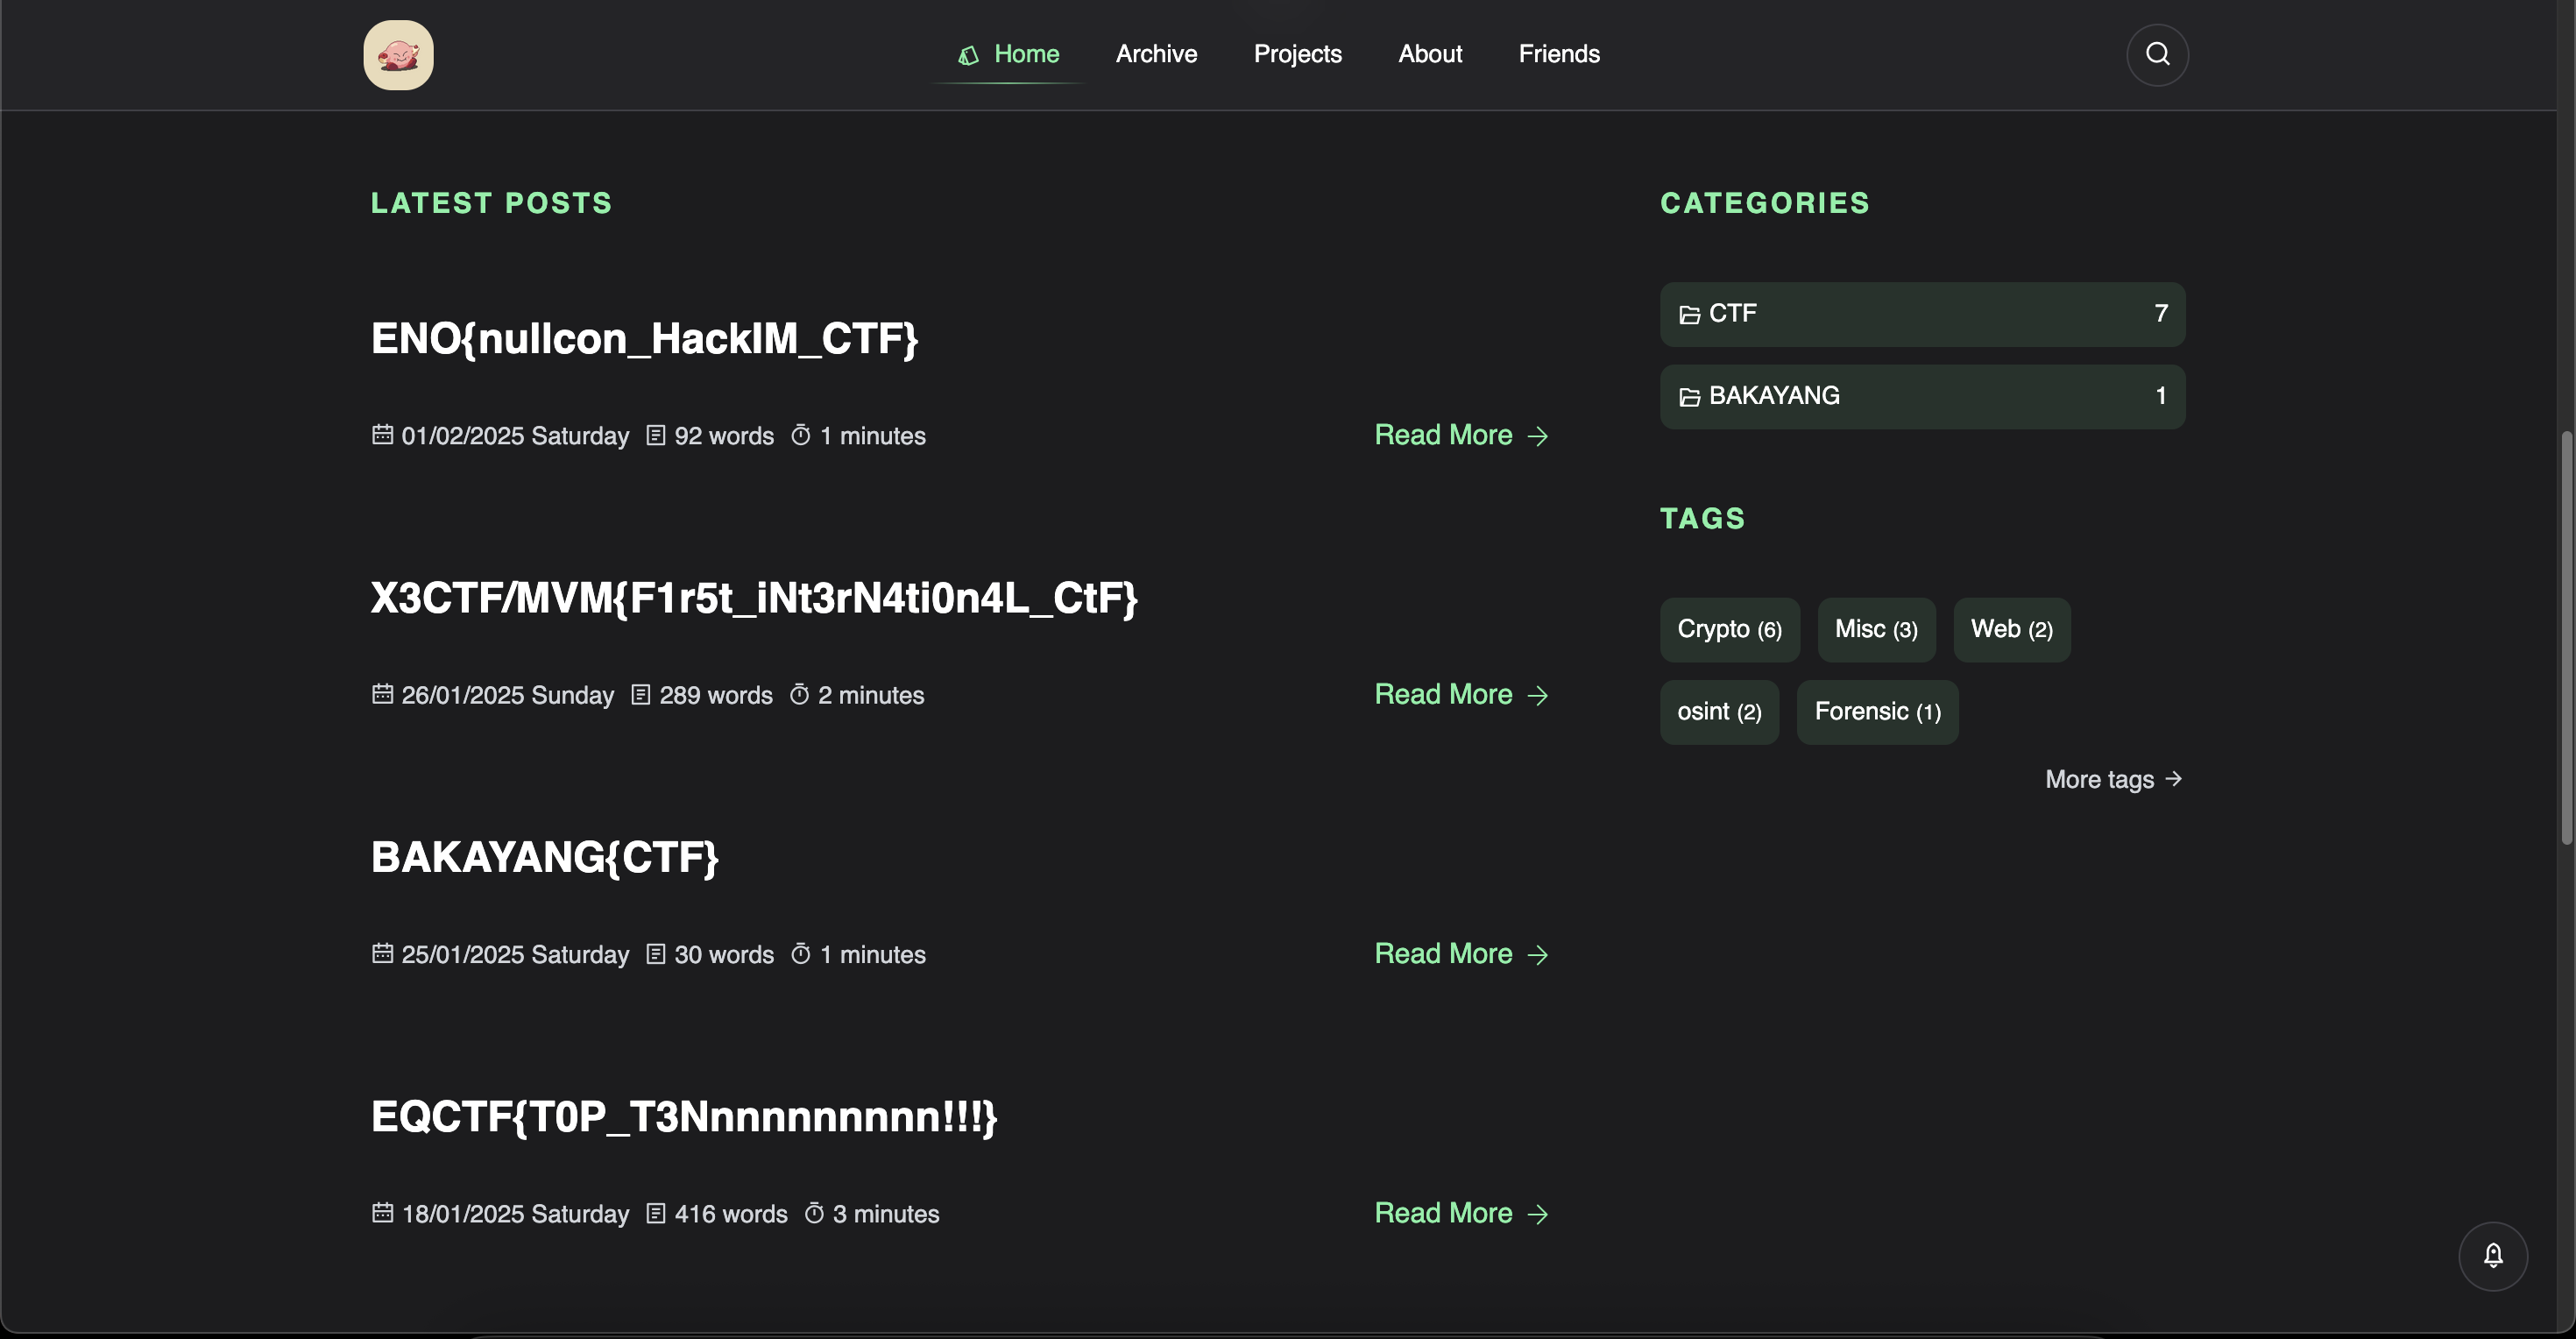 Home Archive Projects About Friends
LATEST POSTS
ENO{nullcon_HackIM_CTF}
01/02/2025 Saturday 92 words 1 minutes
Read More →
X3CTF/MVM{F1r5t_iNt3rN4ti0n4L_CtF}
26/01/2025 Sunday 289 words 2 minutes
Read More →
BAKAYANG{CTF}
25/01/2025 Saturday 30 words 1 minutes
Read More →
EQCTF{T0P_T3Nnnnnnnnnn!!!}
18/01/2025 Saturday 416 words 3 minutes
Read More →
CATEGORIES
CTF 7
BAKAYANG 1
TAGS
Crypto (6) Misc (3) Web (2)
osint (2) Forensic (1)
More tags →